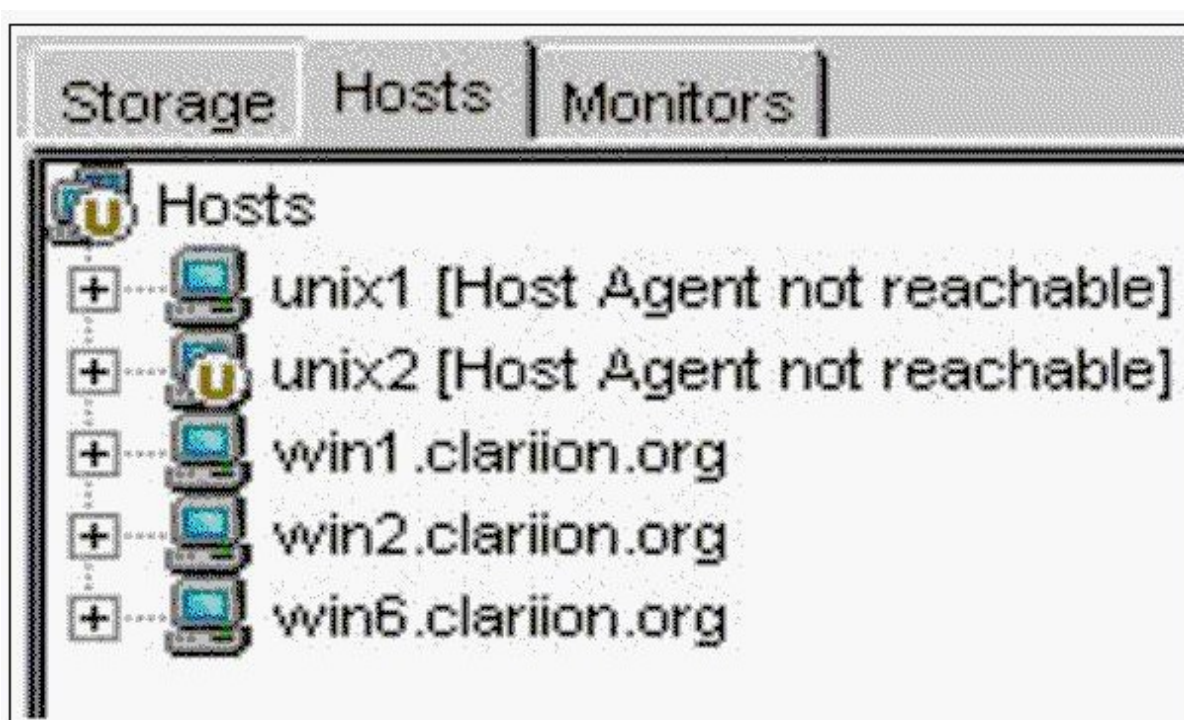 Storage Hosts Monitors
U Hosts
unix1 [Host Agent not reachable]
U unix2 [Host Agent not reachable]
win1.clariion.org
win2.clariion.org
win6.clariion.org